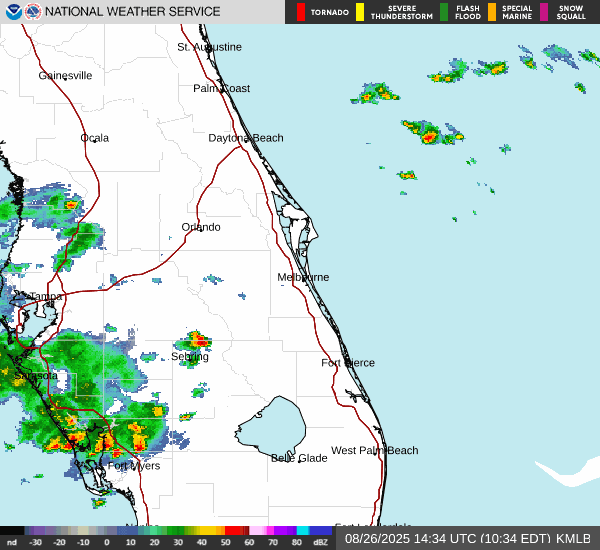 NATIONAL WEATHER SERVICE
TORNADO
SEVERE THUNDERSTORM
FLASH FLOOD
SPECIAL MARINE
SNOW SQUALL
St. Augustine
Gainesville
Palm Coast
Ocala
Daytona Beach
Orlando
Melbourne
Tampa
Sebring
Fort Pierce
Sarasota
West Palm Beach
Belle Glade
Fort Myers
nd -30 -20 -10 0 10 20 30 40 50 60 70 80 dBZ
08/26/2025 14:34 UTC (10:34 EDT) KMLB